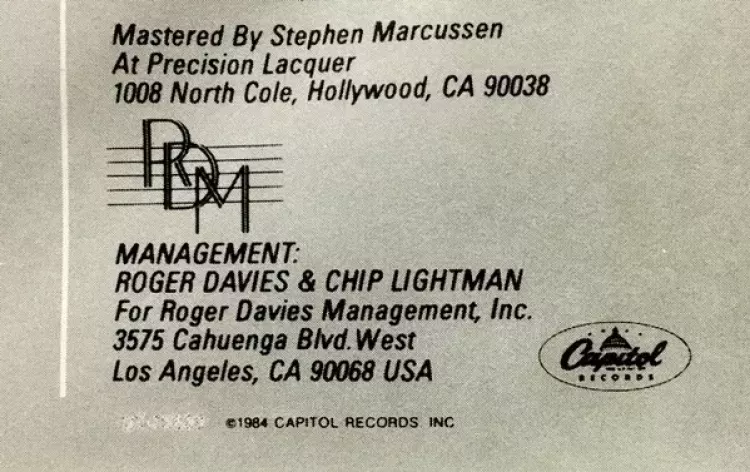 Mastered By Stephen Marcussen
At Precision Lacquer
1008 North Cole, Hollywood, CA 90038
RDM
MANAGEMENT:
ROGER DAVIES & CHIP LIGHTMAN
For Roger Davies Management, Inc.
3575 Cahuenga Blvd. West
Los Angeles, CA 90068 USA
Capitol
RECORDS
©1984 CAPITOL RECORDS INC